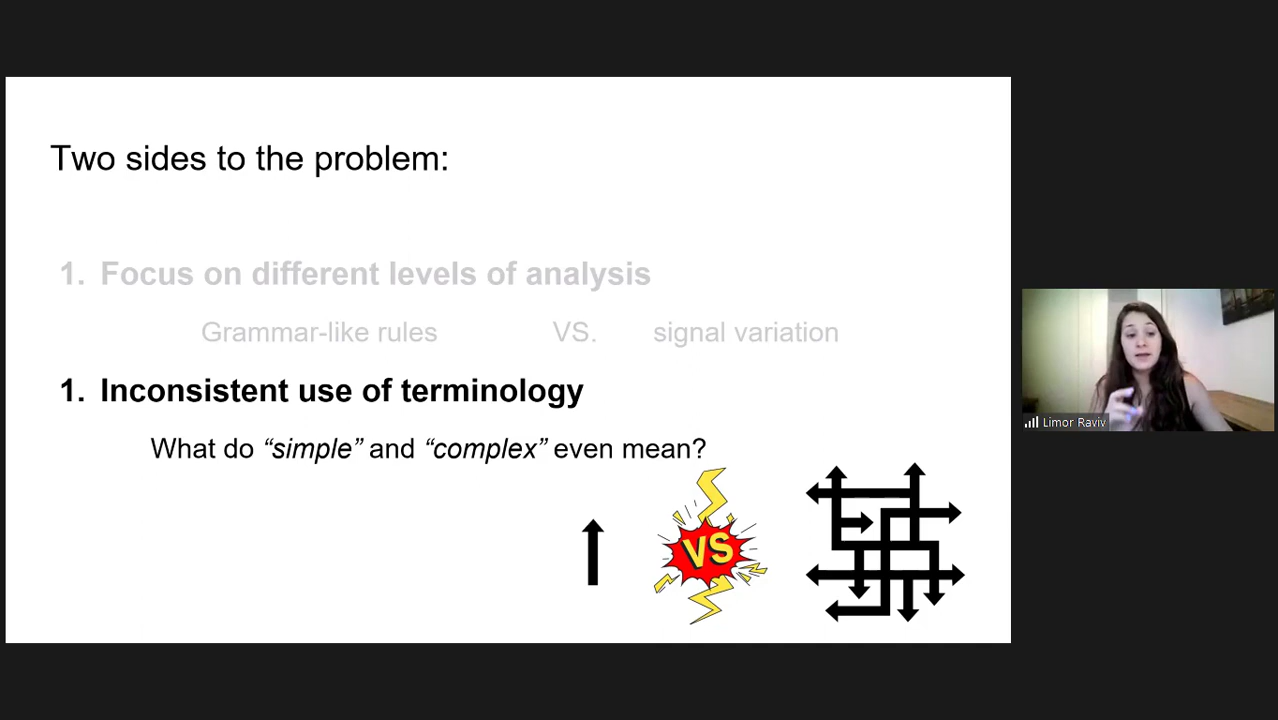 Two sides to the problem:
1. Focus on different levels of analysis
Grammar-like rules VS. signal variation
1. Inconsistent use of terminology
What do “simple” and “complex” even mean?
VS
Limor Raviv